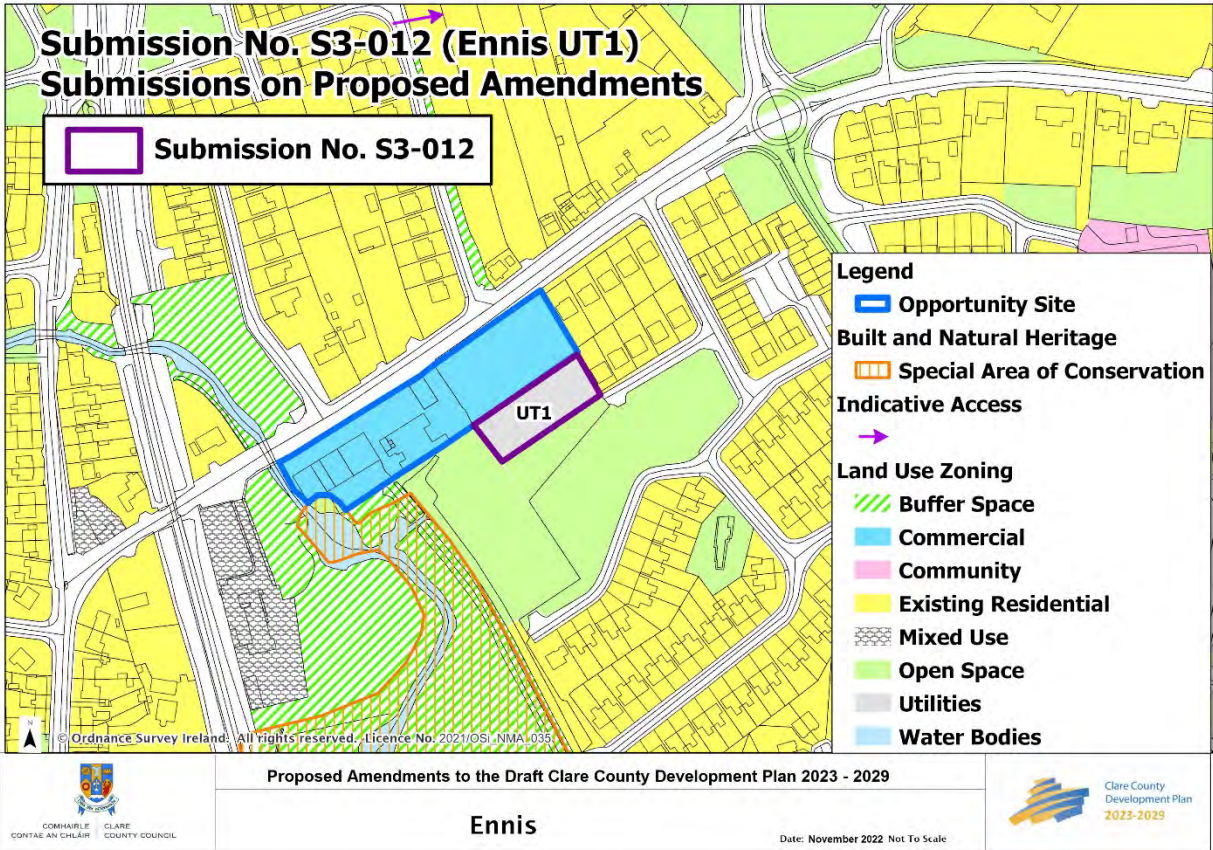 Submission No. S3-012 (Ennis UT1)
Submissions on Proposed Amendments
Submission No. S3-012
UT1
Legend
Opportunity Site
Built and Natural Heritage
Special Area of Conservation
Indicative Access
Land Use Zoning
Buffer Space
Commercial
Community
Existing Residential
Mixed Use
Open Space
Utilities
Water Bodies
N
© Ordnance Survey Ireland. All rights reserved. Licence No. 2021/OSi_NMA_035
COMHAIRLE CLARE
CONTAE AN CHLÁIR COUNTY COUNCIL
Proposed Amendments to the Draft Clare County Development Plan 2023 - 2029
Ennis
Date: November 2022 Not To Scale
Clare County
Development Plan
2023-2029